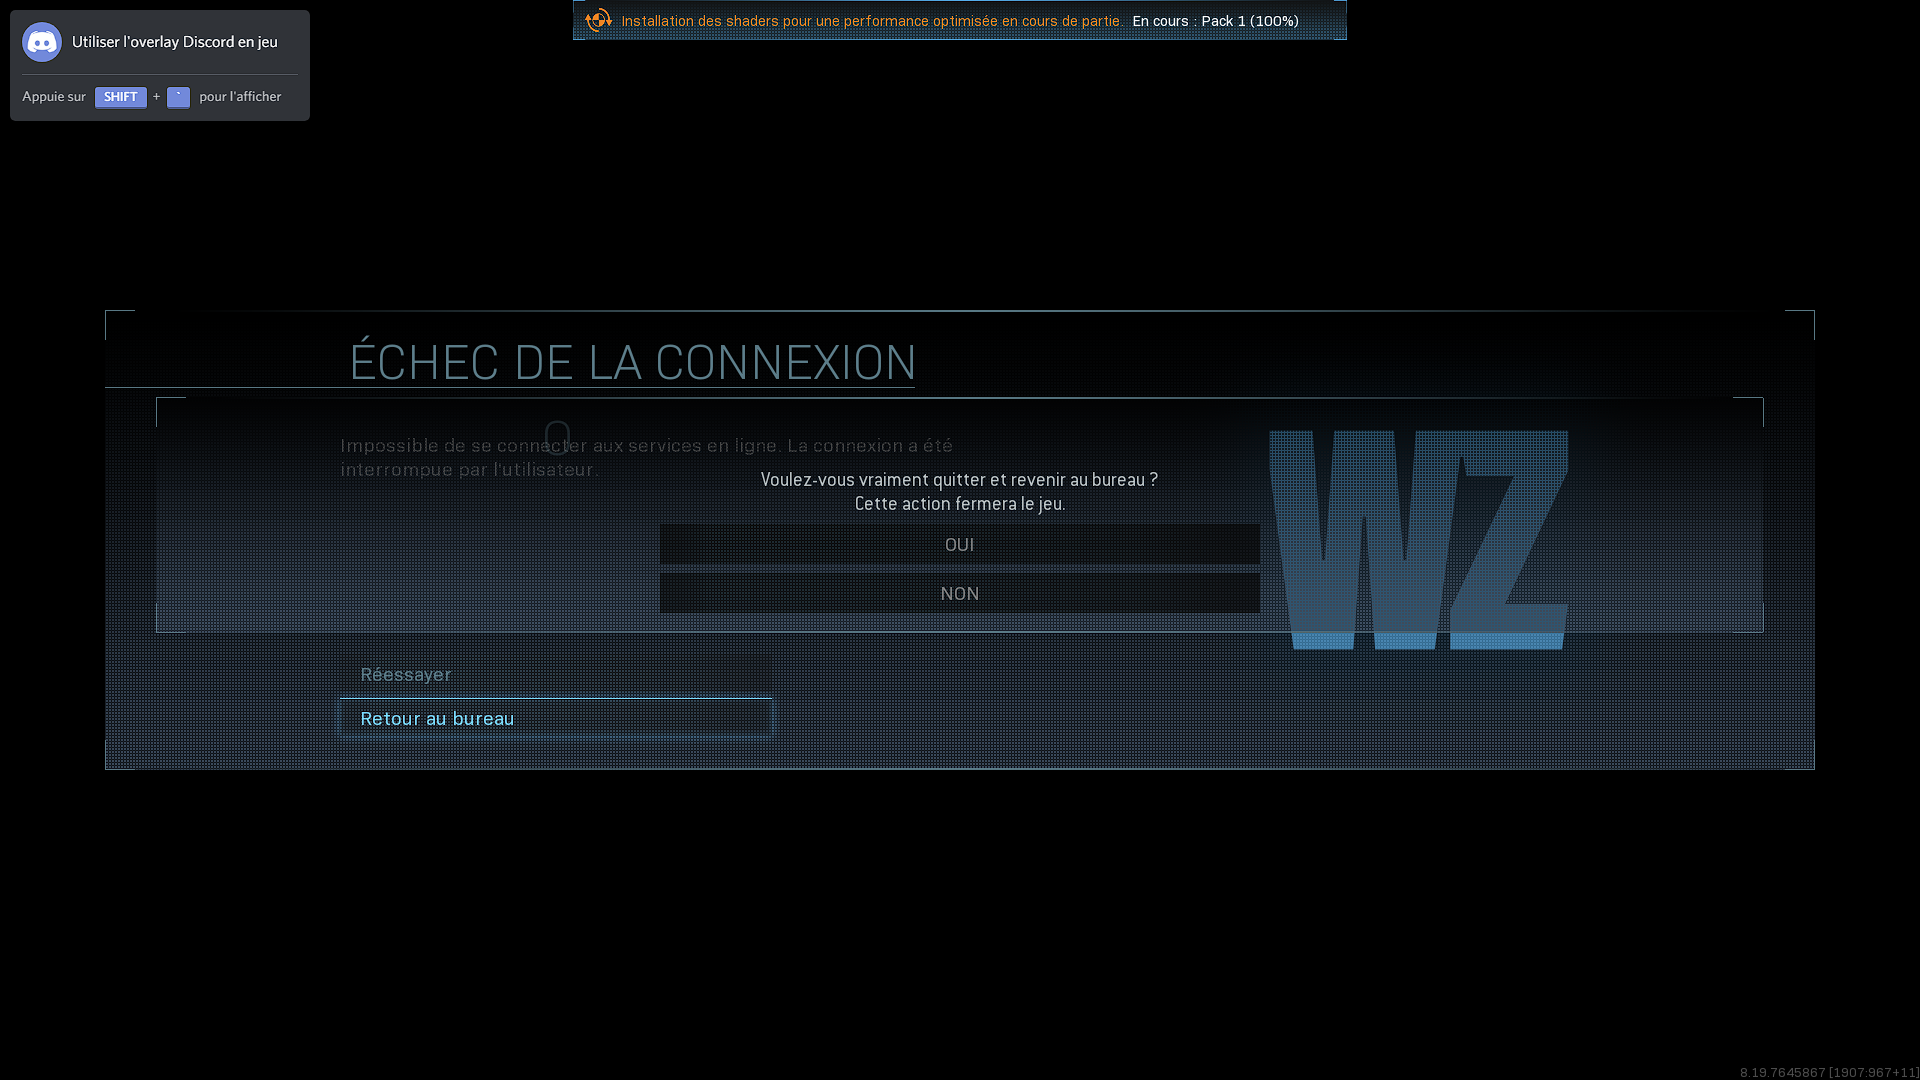 Utiliser l'overlay Discord en jeu
Appuie sur SHIFT + ` pour l'afficher
Installation des shaders pour une performance optimisée en cours de partie. En cours : Pack 1 (100%)
ÉCHEC DE LA CONNEXION
0
Impossible de se connecter aux services en ligne. La connexion a été
interrompue par l'utilisateur.
Voulez-vous vraiment quitter et revenir au bureau ?
Cette action fermera le jeu.
OUI
NON
WZ
Réessayer
Retour au bureau
8.19.7645867 [1907:967+11]